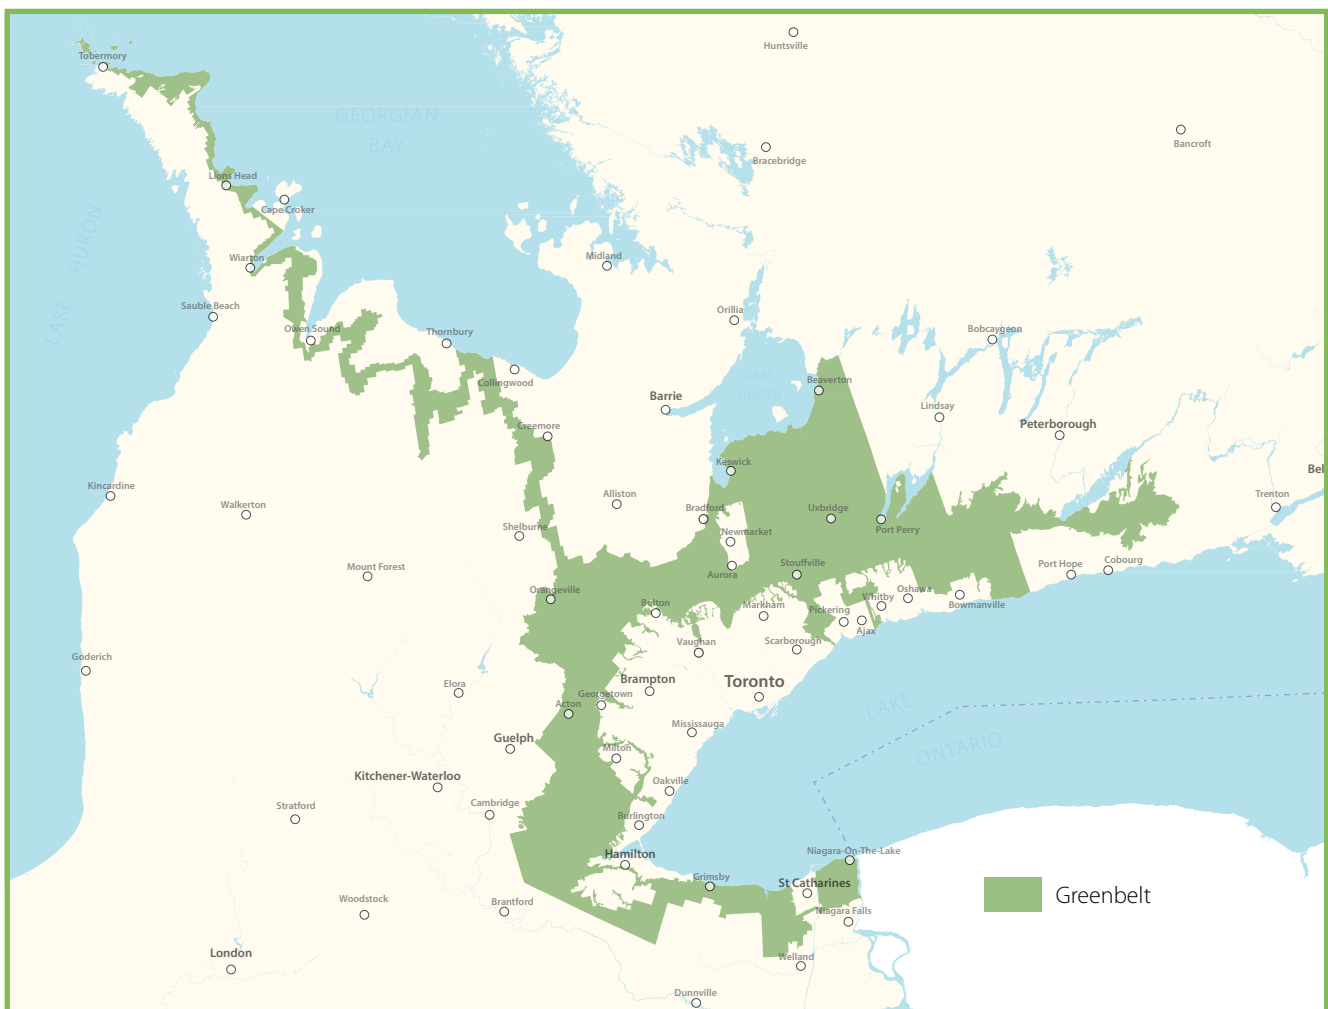 Huntsville
Tobermory
GEORGIAN
BAY
Bancroft
Bracebridge
Lions Head
Cape Croker
LAKE HURON
Wiarton
Midland
Sauble Beach
Orillia
Owen Sound
Thornbury
Bobcaygeon
LAKE
SIMCOE
Collingwood
Beaverton
Barrie
Lindsay
Creemore
Peterborough
Keswick
Bel
Kincardine
Walkerton
Alliston
Bradford
Uxbridge
Trenton
Shelburne
Newmarket
Port Perry
Mount Forest
Aurora
Stouffville
Port Hope
Cobourg
Orangeville
Bolton
Markham
Pickering
Whitby
Oshawa
Bowmanville
Ajax
Vaughan
Scarborough
Goderich
Elora
Brampton
Toronto
Georgetown
Acton
LAKE
ONTARIO
Mississauga
Guelph
Milton
Kitchener-Waterloo
Oakville
Stratford
Cambridge
Burlington
Hamilton
Niagara-On-The-Lake
Grimsby
St Catharines
Greenbelt
Woodstock
Brantford
Niagara Falls
London
Welland
Dunnville